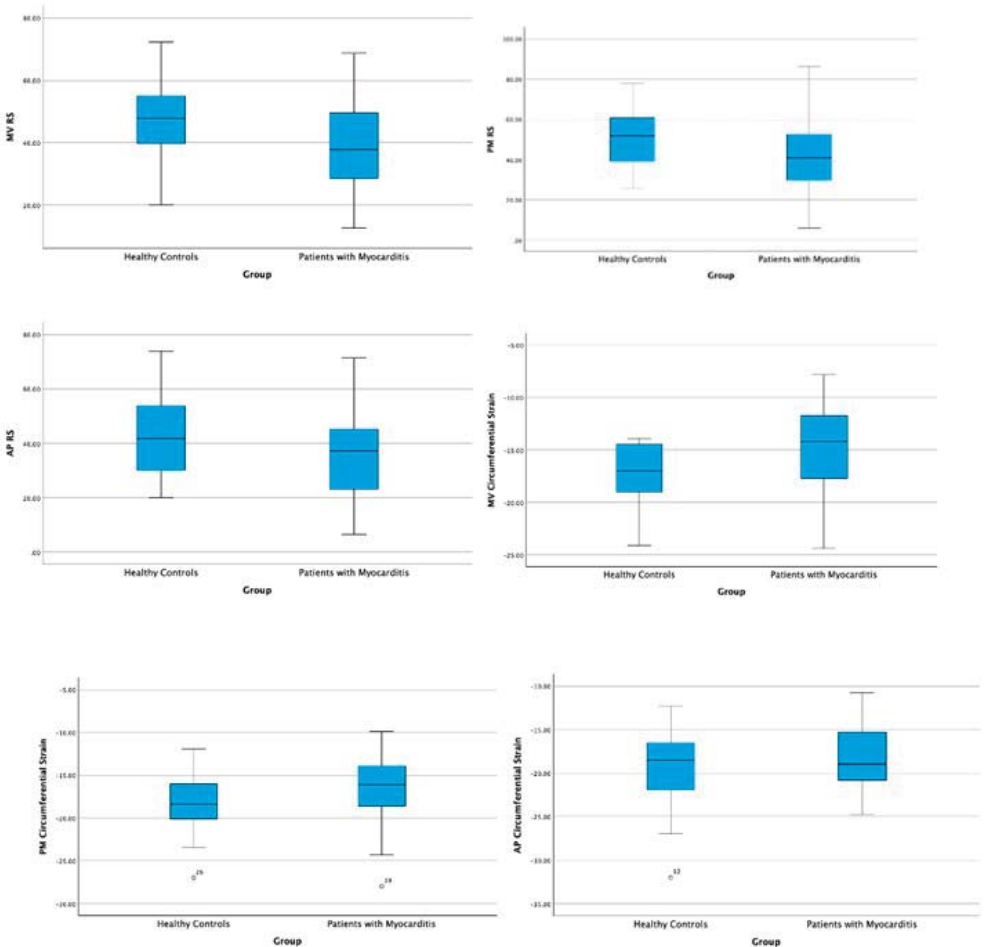 80.00
60.00
40.00
20.00
MV RS
Healthy Controls
Patients with Myocarditis
Group
100.00
80.00
60.00
40.00
20.00
.00
PM RS
Healthy Controls
Patients with Myocarditis
Group
80.00
60.00
40.00
20.00
.00
AP RS
Healthy Controls
Patients with Myocarditis
Group
-5.00
-10.00
-15.00
-20.00
-25.00
MV Circumferential Strain
Healthy Controls
Patients with Myocarditis
Group
-5.00
-10.00
-15.00
-20.00
-25.00
-30.00
PM Circumferential Strain
Healthy Controls
Patients with Myocarditis
Group
-10.00
-15.00
-20.00
-25.00
-30.00
-35.00
AP Circumferential Strain
12
Healthy Controls
Patients with Myocarditis
Group